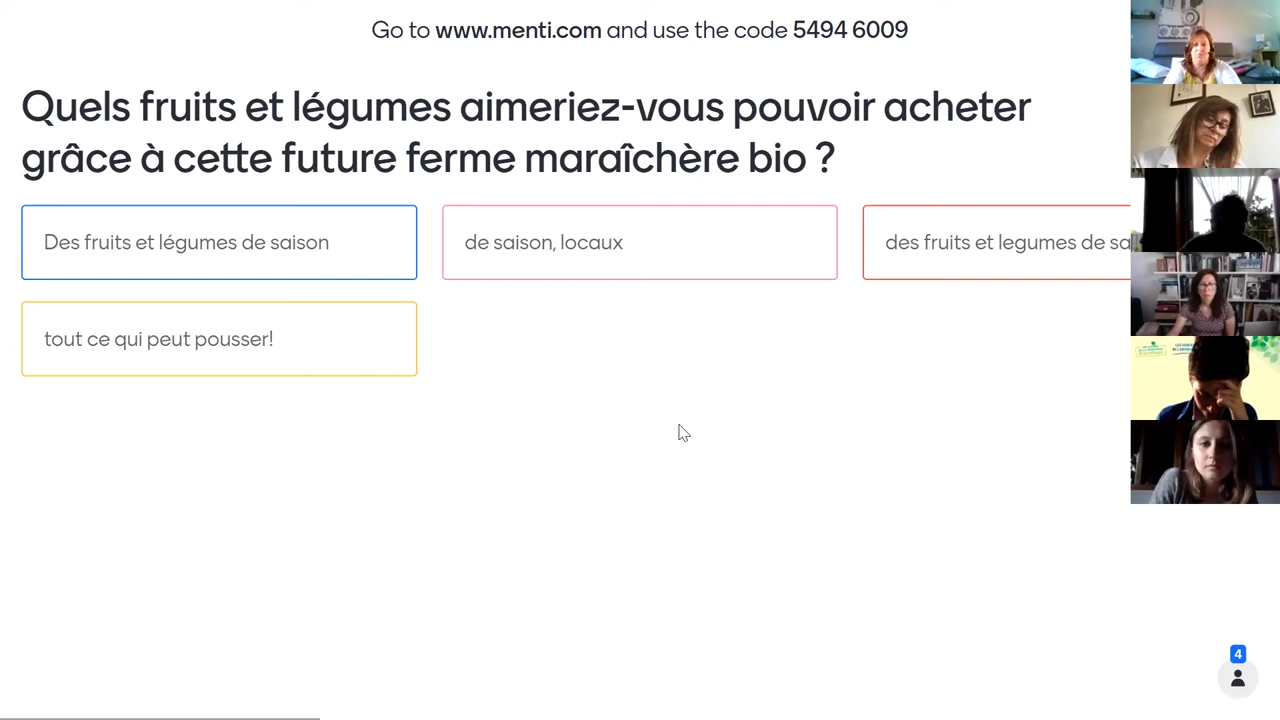 Go to www.menti.com and use the code 5494 6009
Quels fruits et légumes aimeriez-vous pouvoir acheter
grâce à cette future ferme maraîchère bio ?
Des fruits et légumes de saison
de saison, locaux
des fruits et legumes de sa
tout ce qui peut pousser!
4